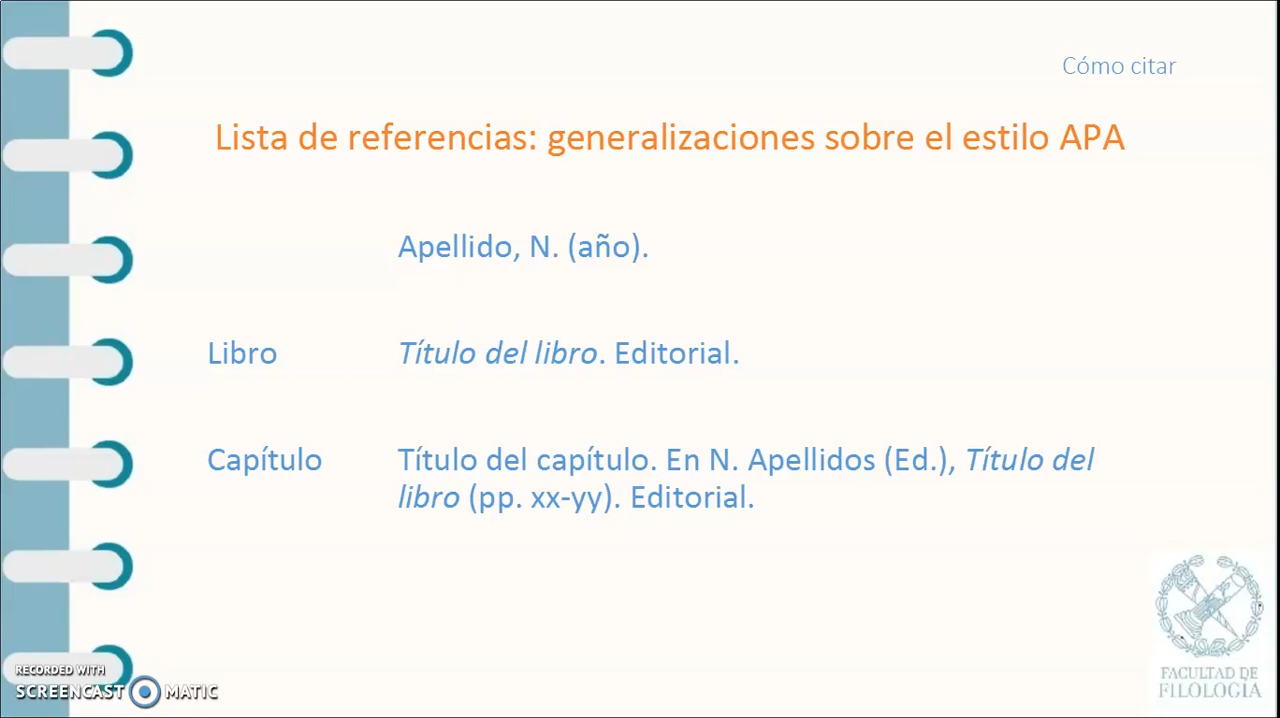 Cómo citar
Lista de referencias: generalizaciones sobre el estilo APA
Apellido, N. (año).
Libro
Título del libro. Editorial.
Capítulo
Título del capítulo. En N. Apellidos (Ed.), Título del
libro (pp. xx-yy). Editorial.
RECORDED WITH
SCREENCAST MATIC
FACULTAD DE
FILOLOGIA